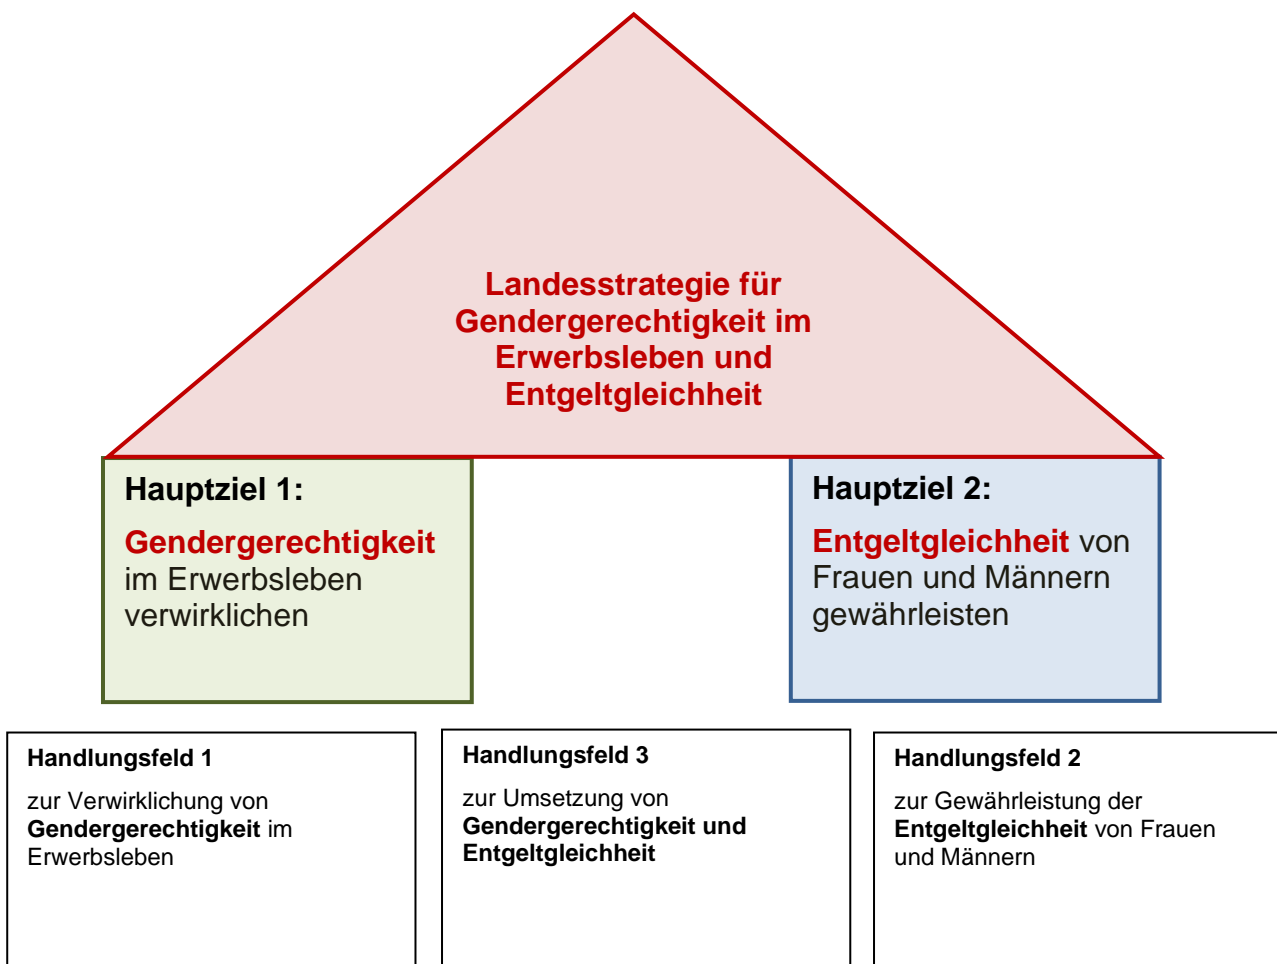 Landesstrategie für
Gendergerechtigkeit im
Erwerbsleben und
Entgeltgleichheit
Hauptziel 1:
Gendergerechtigkeit
im Erwerbsleben
verwirklichen
Hauptziel 2:
Entgeltgleichheit von
Frauen und Männern
gewährleisten
Handlungsfeld 1
zur Verwirklichung von
Gendergerechtigkeit im
Erwerbsleben
Handlungsfeld 3
zur Umsetzung von
Gendergerechtigkeit und
Entgeltgleichheit
Handlungsfeld 2
zur Gewährleistung der
Entgeltgleichheit von Frauen
und Männern